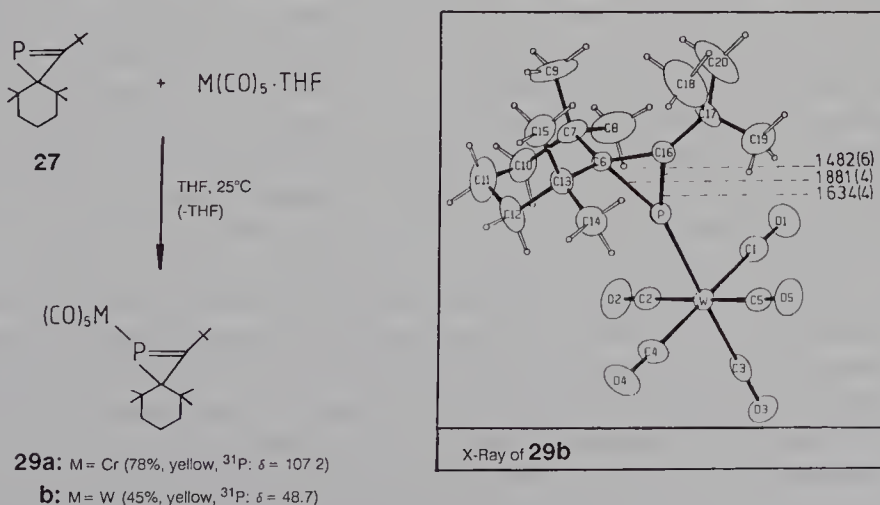 P
27
+ M(CO)₅·THF
THF, 25°C
(-THF)
(CO)₅M
P
29a: M = Cr (78%, yellow, ³¹P: δ = 107 2)
b: M = W (45%, yellow, ³¹P: δ = 48.7)
C9
C20
C18
C15
C7
C8
C17
C19
C16
C10
C6
C11
C13
1 482(6)
1 881(4)
1 634(4)
C12
C14
P
O1
C1
O2
C2
W
C5
O5
C4
C3
O4
O3
X-Ray of 29b